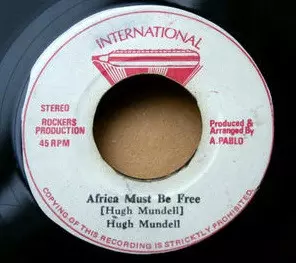 INTERNATIONAL
STEREO
ROCKERS
PRODUCTION
45 RPM
Produced &
Arranged By
A. PABLO
Africa Must Be Free
[Hugh Mundell]
Hugh Mundell
COPYING OF THIS RECORDING IS STRICTLY PROHIBITED